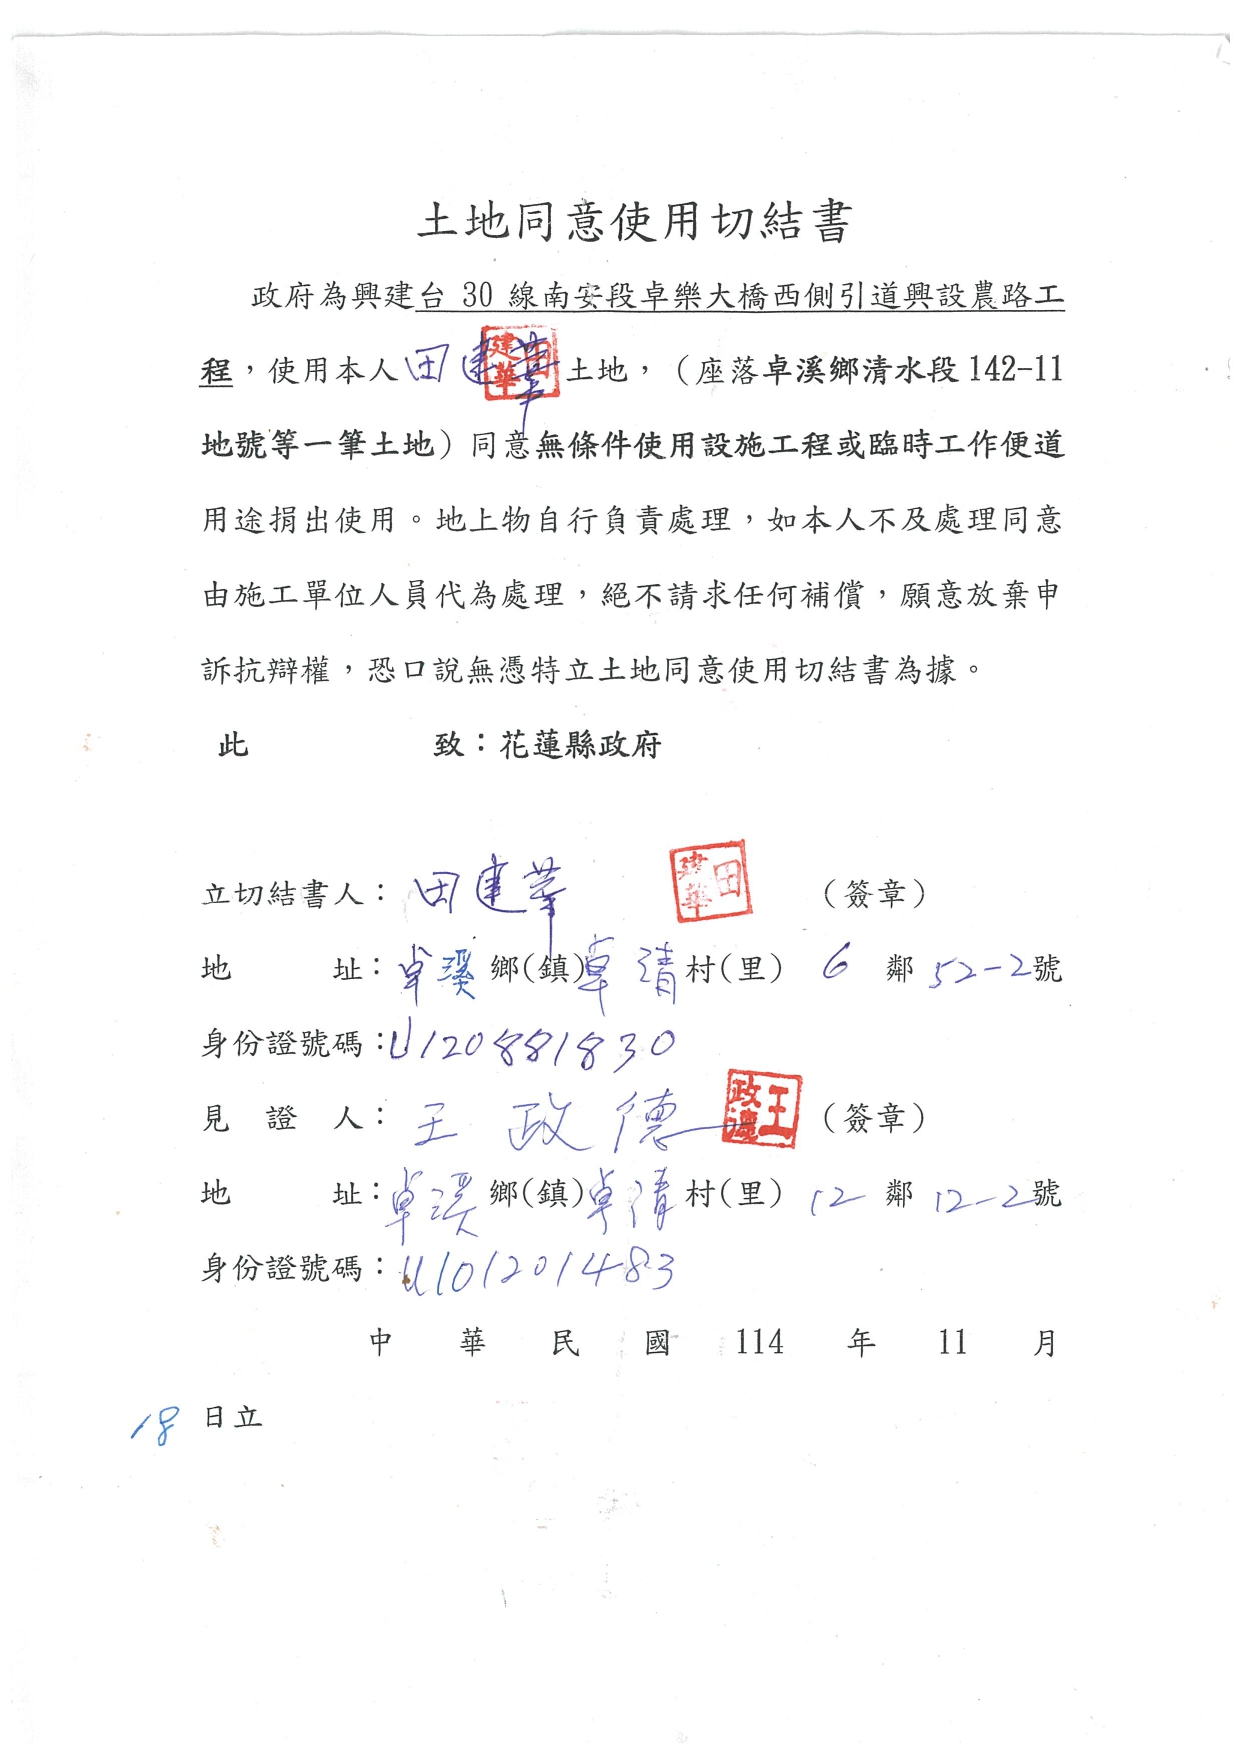 土地同意使用切結書
政府為興建台 30 線南安段卓樂大橋西側引道興設農路工
程，使用本人田建華土地，（座落卓溪鄉清水段142-11
地號等一筆土地）同意無條件使用設施工程或臨時工作便道
用途捐出使用。地上物自行負責處理，如本人不及處理同意
由施工單位人員代為處理，絕不請求任何補償，願意放棄申
訴抗辯權，恐口說無憑特立土地同意使用切結書為據。
此 致：花蓮縣政府
立切結書人：田建華 田建華 （簽章）
地 址：卓溪鄉(鎮)卓清村(里) 6 鄰 52-2號
身份證號碼：U120881830
見 證 人：王政德 王政德 （簽章）
地 址：卓溪鄉(鎮)卓清村(里) 12 鄰 12-2號
身份證號碼：U101201483
中 華 民 國 114 年 11 月
18 日立